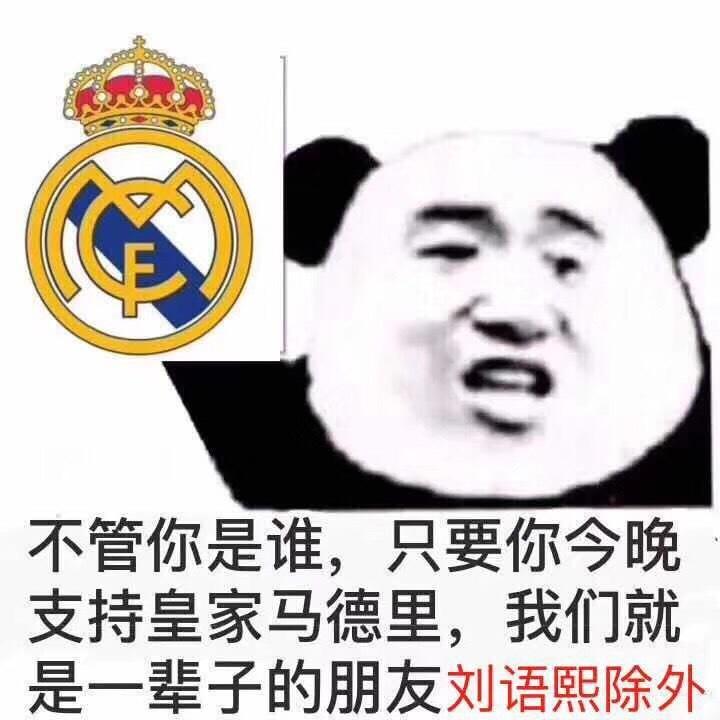 不管你是谁，只要你今晚
支持皇家马德里，我们就
是一辈子的朋友刘语熙除外